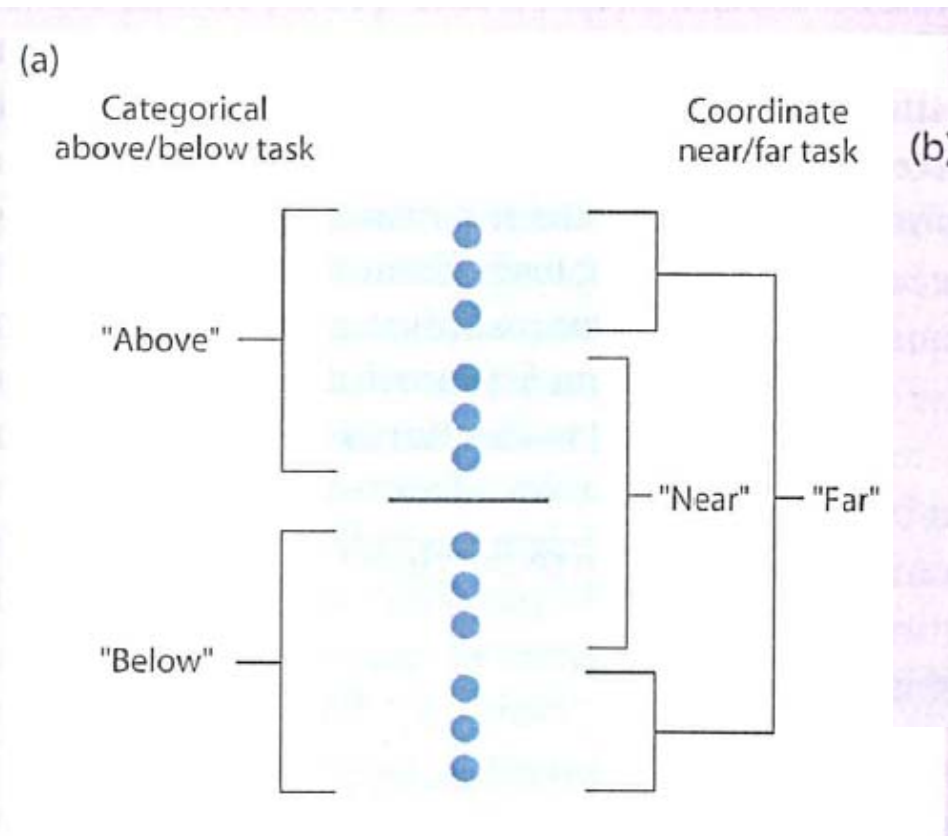 (a)
Categorical
above/below task
Coordinate
near/far task
(b)
"Above"
"Near"
"Far"
"Below"